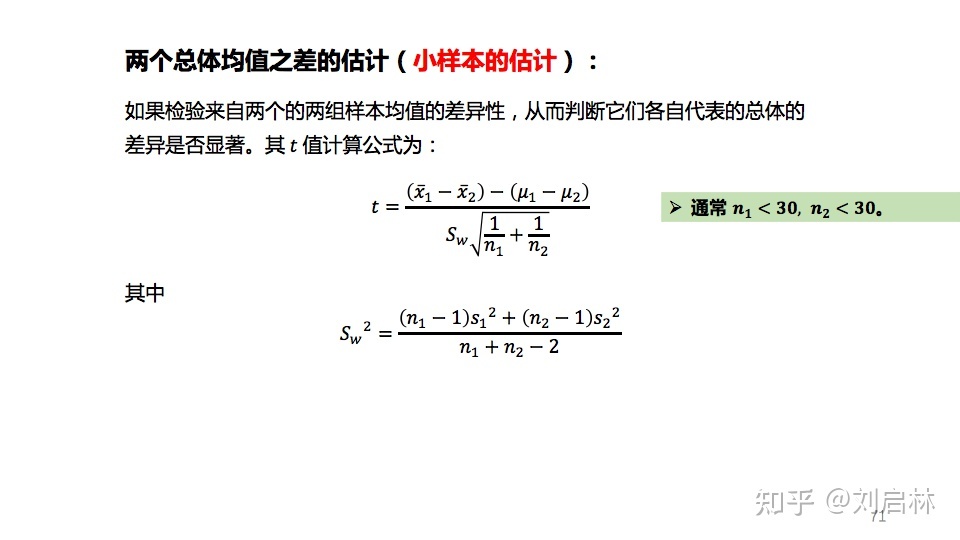 两个总体均值之差的估计（小样本的估计）：
如果检验来自两个的两组样本均值的差异性，从而判断它们各自代表的总体的
差异是否显著。其 t 值计算公式为：
t = \frac{(\bar{x}_1 - \bar{x}_2) - (μ_1 - μ_2)}{S_w \sqrt{\frac{1}{n_1} + \frac{1}{n_2}}}
➢ 通常 n₁ < 30, n₂ < 30。
其中
S_w^2 = \frac{(n_1 - 1)s_1^2 + (n_2 - 1)s_2^2}{n_1 + n_2 - 2}
知乎 @刘启林
71